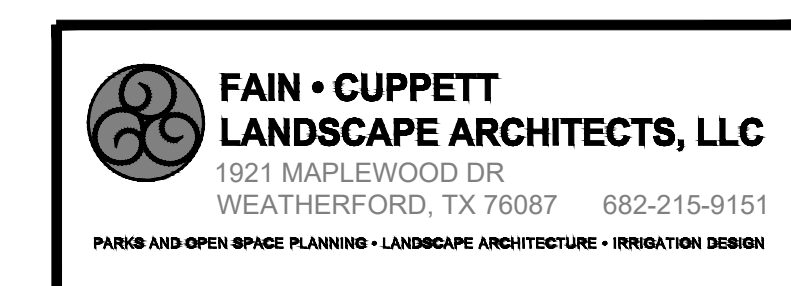 FAIN • CUPPETT
LANDSCAPE ARCHITECTS, LLC
1921 MAPLEWOOD DR
WEATHERFORD, TX 76087 682-215-9151
PARKS AND OPEN SPACE PLANNING • LANDSCAPE ARCHITECTURE • IRRIGATION DESIGN